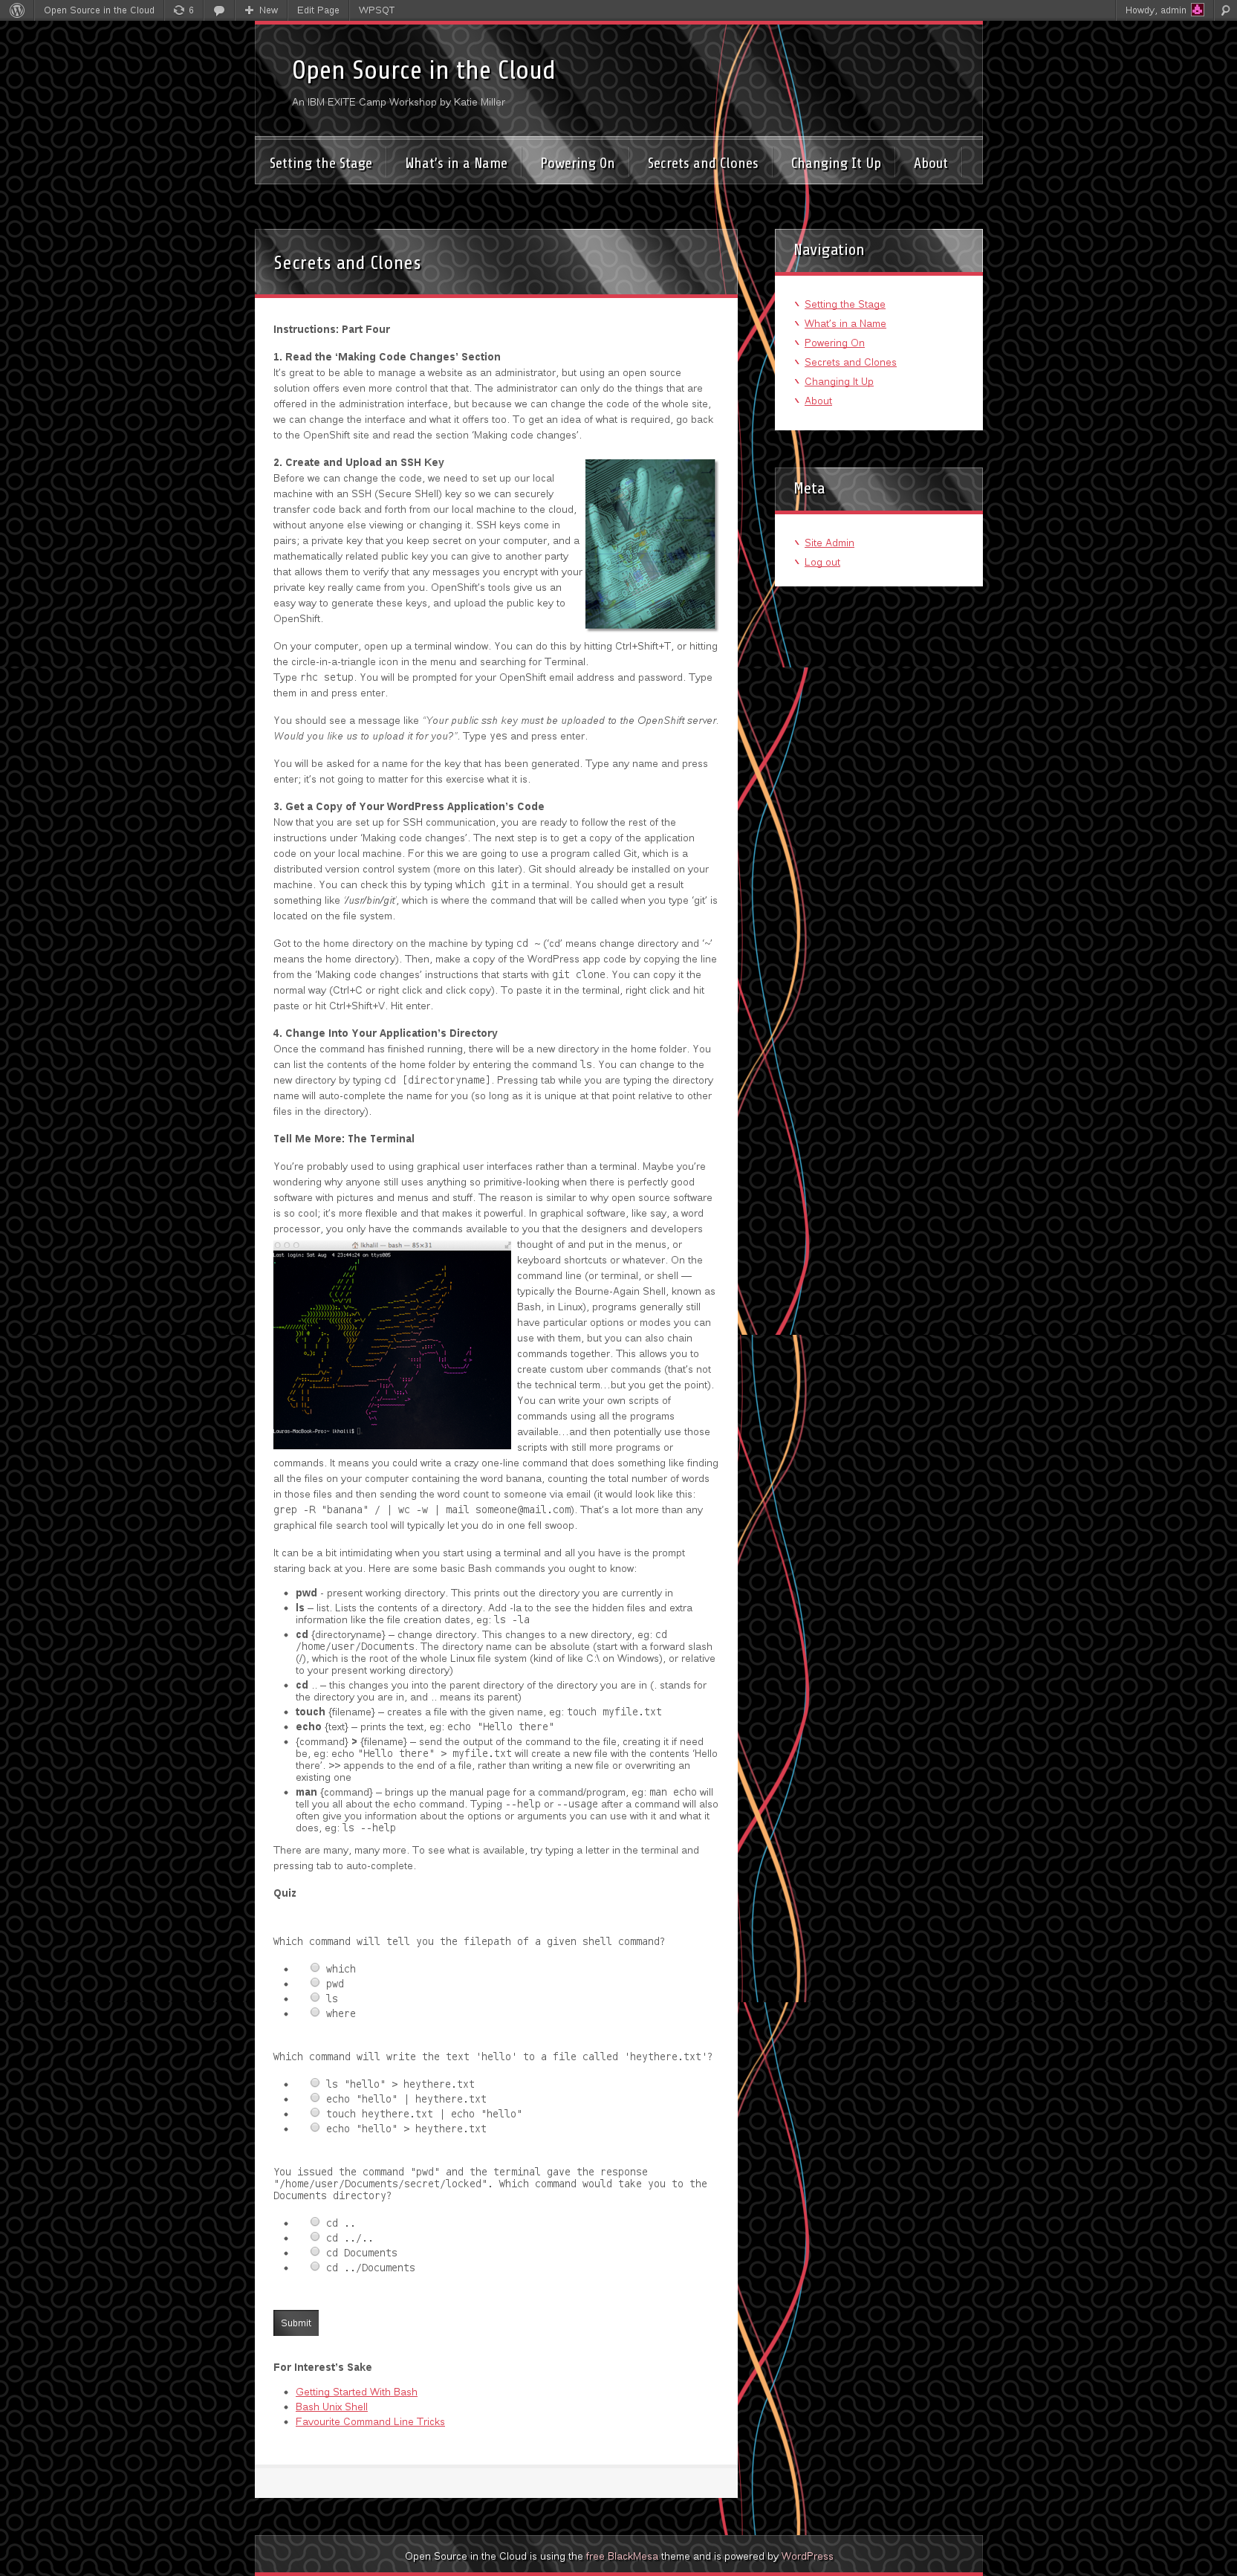 Open Source in the Cloud 6 New Edit Page WPSQT Howdy, admin
Open Source in the Cloud
An IBM EXITE Camp Workshop by Katie Miller
Setting the Stage What's in a Name Powering On Secrets and Clones Changing It Up About
Secrets and Clones
Instructions: Part Four
1. Read the ‘Making Code Changes’ Section
It's great to be able to manage a website as an administrator, but using an open source
solution offers even more control that that. The administrator can only do the things that are
offered in the administration interface, but because we can change the code of the whole site,
we can change the interface and what it offers too. To get an idea of what is required, go back
to the OpenShift site and read the section ‘Making code changes’.
2. Create and Upload an SSH Key
Before we can change the code, we need to set up our local
machine with an SSH (Secure SHell) key so we can securely
transfer code back and forth from our local machine to the cloud,
without anyone else viewing or changing it. SSH keys come in
pairs; a private key that you keep secret on your computer, and a
mathematically related public key you can give to another party
that allows them to verify that any messages you encrypt with your
private key really came from you. OpenShift's tools give us an
easy way to generate these keys, and upload the public key to
OpenShift.
On your computer, open up a terminal window. You can do this by hitting Ctrl+Shift+T, or hitting
the circle-in-a-triangle icon in the menu and searching for Terminal.
Type rhc setup. You will be prompted for your OpenShift email address and password. Type
them in and press enter.
You should see a message like “Your public ssh key must be uploaded to the OpenShift server.
Would you like us to upload it for you?”. Type yes and press enter.
You will be asked for a name for the key that has been generated. Type any name and press
enter; it's not going to matter for this exercise what it is.
3. Get a Copy of Your WordPress Application's Code
Now that you are set up for SSH communication, you are ready to follow the rest of the
instructions under ‘Making code changes’. The next step is to get a copy of the application
code on your local machine. For this we are going to use a program called Git, which is a
distributed version control system (more on this later). Git should already be installed on your
machine. You can check this by typing which git in a terminal. You should get a result
something like ‘/usr/bin/git’, which is where the command that will be called when you type ‘git’ is
located on the file system.
Got to the home directory on the machine by typing cd ~ (‘cd’ means change directory and ‘~’
means the home directory). Then, make a copy of the WordPress app code by copying the line
from the ‘Making code changes’ instructions that starts with git clone. You can copy it the
normal way (Ctrl+C or right click and click copy). To paste it in the terminal, right click and hit
paste or hit Ctrl+Shift+V. Hit enter.
4. Change Into Your Application's Directory
Once the command has finished running, there will be a new directory in the home folder. You
can list the contents of the home folder by entering the command ls. You can change to the
new directory by typing cd [directoryname]. Pressing tab while you are typing the directory
name will auto-complete the name for you (so long as it is unique at that point relative to other
files in the directory).
Tell Me More: The Terminal
You're probably used to using graphical user interfaces rather than a terminal. Maybe you're
wondering why anyone still uses anything so primitive-looking when there is perfectly good
software with pictures and menus and stuff. The reason is similar to why open source software
is so cool; it's more flexible and that makes it powerful. In graphical software, like say, a word
processor, you only have the commands available to you that the designers and developers
thought of and put in the menus, or
keyboard shortcuts or whatever. On the
command line (or terminal, or shell —
typically the Bourne-Again Shell, known as
Bash, in Linux), programs generally still
have particular options or modes you can
use with them, but you can also chain
commands together. This allows you to
create custom uber commands (that's not
the technical term…but you get the point).
You can write your own scripts of
commands using all the programs
available…and then potentially use those
scripts with still more programs or
lkhalil — bash — 85×31
Last login: Sat Aug 4 23:44:24 on ttys005
Lauras-MacBook-Pro:~ lkhalil$
commands. It means you could write a crazy one-line command that does something like finding
all the files on your computer containing the word banana, counting the total number of words
in those files and then sending the word count to someone via email (it would look like this:
grep -R "banana" / | wc -w | mail someone@mail.com). That's a lot more than any
graphical file search tool will typically let you do in one fell swoop.
It can be a bit intimidating when you start using a terminal and all you have is the prompt
staring back at you. Here are some basic Bash commands you ought to know:
pwd - present working directory. This prints out the directory you are currently in
ls – list. Lists the contents of a directory. Add -la to the see the hidden files and extra
information like the file creation dates, eg: ls -la
cd {directoryname} – change directory. This changes to a new directory, eg: cd
/home/user/Documents. The directory name can be absolute (start with a forward slash
(/), which is the root of the whole Linux file system (kind of like C:\ on Windows), or relative
to your present working directory)
cd .. – this changes you into the parent directory of the directory you are in (. stands for
the directory you are in, and .. means its parent)
touch {filename} – creates a file with the given name, eg: touch myfile.txt
echo {text} – prints the text, eg: echo "Hello there"
{command} > {filename} – send the output of the command to the file, creating it if need
be, eg: echo "Hello there" > myfile.txt will create a new file with the contents ‘Hello
there’. >> appends to the end of a file, rather than writing a new file or overwriting an
existing one
man {command} – brings up the manual page for a command/program, eg: man echo will
tell you all about the echo command. Typing --help or --usage after a command will also
often give you information about the options or arguments you can use with it and what it
does, eg: ls --help
There are many, many more. To see what is available, try typing a letter in the terminal and
pressing tab to auto-complete.
Quiz
Which command will tell you the filepath of a given shell command?
which
pwd
ls
where
Which command will write the text 'hello' to a file called 'heythere.txt'?
ls "hello" > heythere.txt
echo "hello" | heythere.txt
touch heythere.txt | echo "hello"
echo "hello" > heythere.txt
You issued the command "pwd" and the terminal gave the response
"/home/user/Documents/secret/locked". Which command would take you to the
Documents directory?
cd ..
cd ../..
cd Documents
cd ../Documents
Submit
For Interest's Sake
Getting Started With Bash
Bash Unix Shell
Favourite Command Line Tricks
Navigation
Setting the Stage
What's in a Name
Powering On
Secrets and Clones
Changing It Up
About
Meta
Site Admin
Log out
Open Source in the Cloud is using the free BlackMesa theme and is powered by WordPress